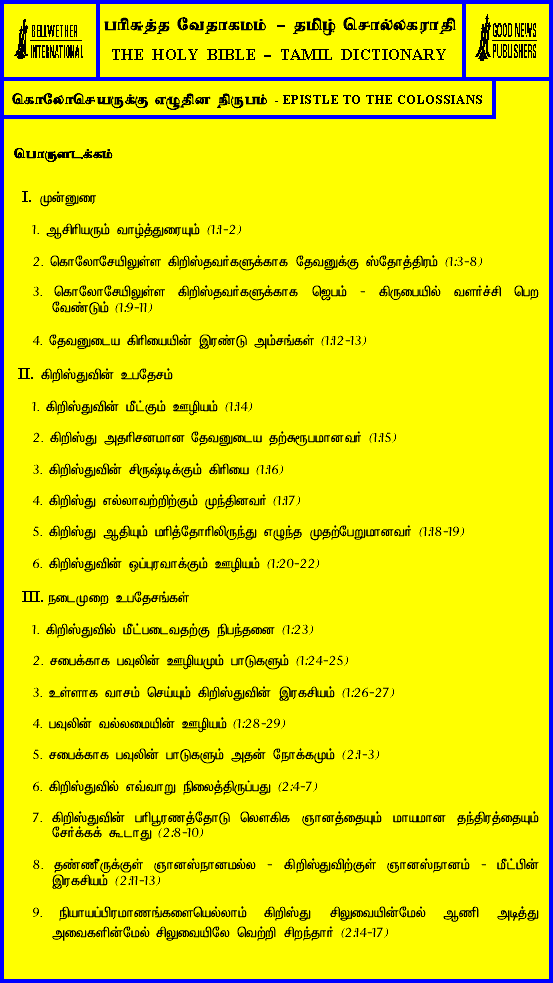 BELLWETHER
INTERNATIONAL
பரிசுத்த வேதாகமம் – தமிழ் சொல்லகராதி
THE HOLY BIBLE – TAMIL DICTIONARY
GOOD NEWS
PUBLISHERS
கொலோசெயருக்கு எழுதின நிருபம் - EPISTLE TO THE COLOSSIANS
பொருளடக்கம்
I. முன்னுரை
1. ஆசிரியரும் வாழ்த்துரையும் (1:1-2)
2. கொலோசேயிலுள்ள கிறிஸ்தவர்களுக்காக தேவனுக்கு ஸ்தோத்திரம் (1:3-8)
3. கொலோசேயிலுள்ள கிறிஸ்தவர்களுக்காக ஜெபம் - கிருபையில் வளர்ச்சி பெற
வேண்டும் (1:9-11)
4. தேவனுடைய கிரியையின் இரண்டு அம்சங்கள் (1:12-13)
II. கிறிஸ்துவின் உபதேசம்
1. கிறிஸ்துவின் மீட்கும் ஊழியம் (1:14)
2. கிறிஸ்து அதரிசனமான தேவனுடைய தற்சுரூபமானவர் (1:15)
3. கிறிஸ்துவின் சிருஷ்டிக்கும் கிரியை (1:16)
4. கிறிஸ்து எல்லாவற்றிற்கும் முந்தினவர் (1:17)
5. கிறிஸ்து ஆதியும் மரித்தோரிலிருந்து எழுந்த முதற்பேறுமானவர் (1:18-19)
6. கிறிஸ்துவின் ஒப்புரவாக்கும் ஊழியம் (1:20-22)
III. நடைமுறை உபதேசங்கள்
1. கிறிஸ்துவில் மீட்படைவதற்கு நிபந்தனை (1:23)
2. சபைக்காக பவுலின் ஊழியமும் பாடுகளும் (1:24-25)
3. உள்ளாக வாசம் செய்யும் கிறிஸ்துவின் இரகசியம் (1:26-27)
4. பவுலின் வல்லமையின் ஊழியம் (1:28-29)
5. சபைக்காக பவுலின் பாடுகளும் அதன் நோக்கமும் (2:1-3)
6. கிறிஸ்துவில் எவ்வாறு நிலைத்திருப்பது (2:4-7)
7. கிறிஸ்துவின் பரிபூரணத்தோடு லௌகிக ஞானத்தையும் மாயமான தந்திரத்தையும்
சேர்க்கக் கூடாது (2:8-10)
8. தண்ணீருக்குள் ஞானஸ்நானமல்ல - கிறிஸ்துவிற்குள் ஞானஸ்நானம் - மீட்பின்
இரகசியம் (2:11-13)
9. நியாயப்பிரமாணங்களையெல்லாம் கிறிஸ்து சிலுவையின்மேல் ஆணி அடித்து
அவைகளின்மேல் சிலுவையிலே வெற்றி சிறந்தார் (2:14-17)